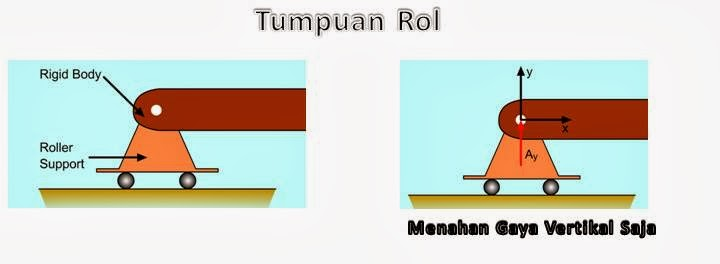 Tumpuan Rol
Rigid Body
Roller
Support
y
x
Ay
Menahan Gaya Vertikal Saja